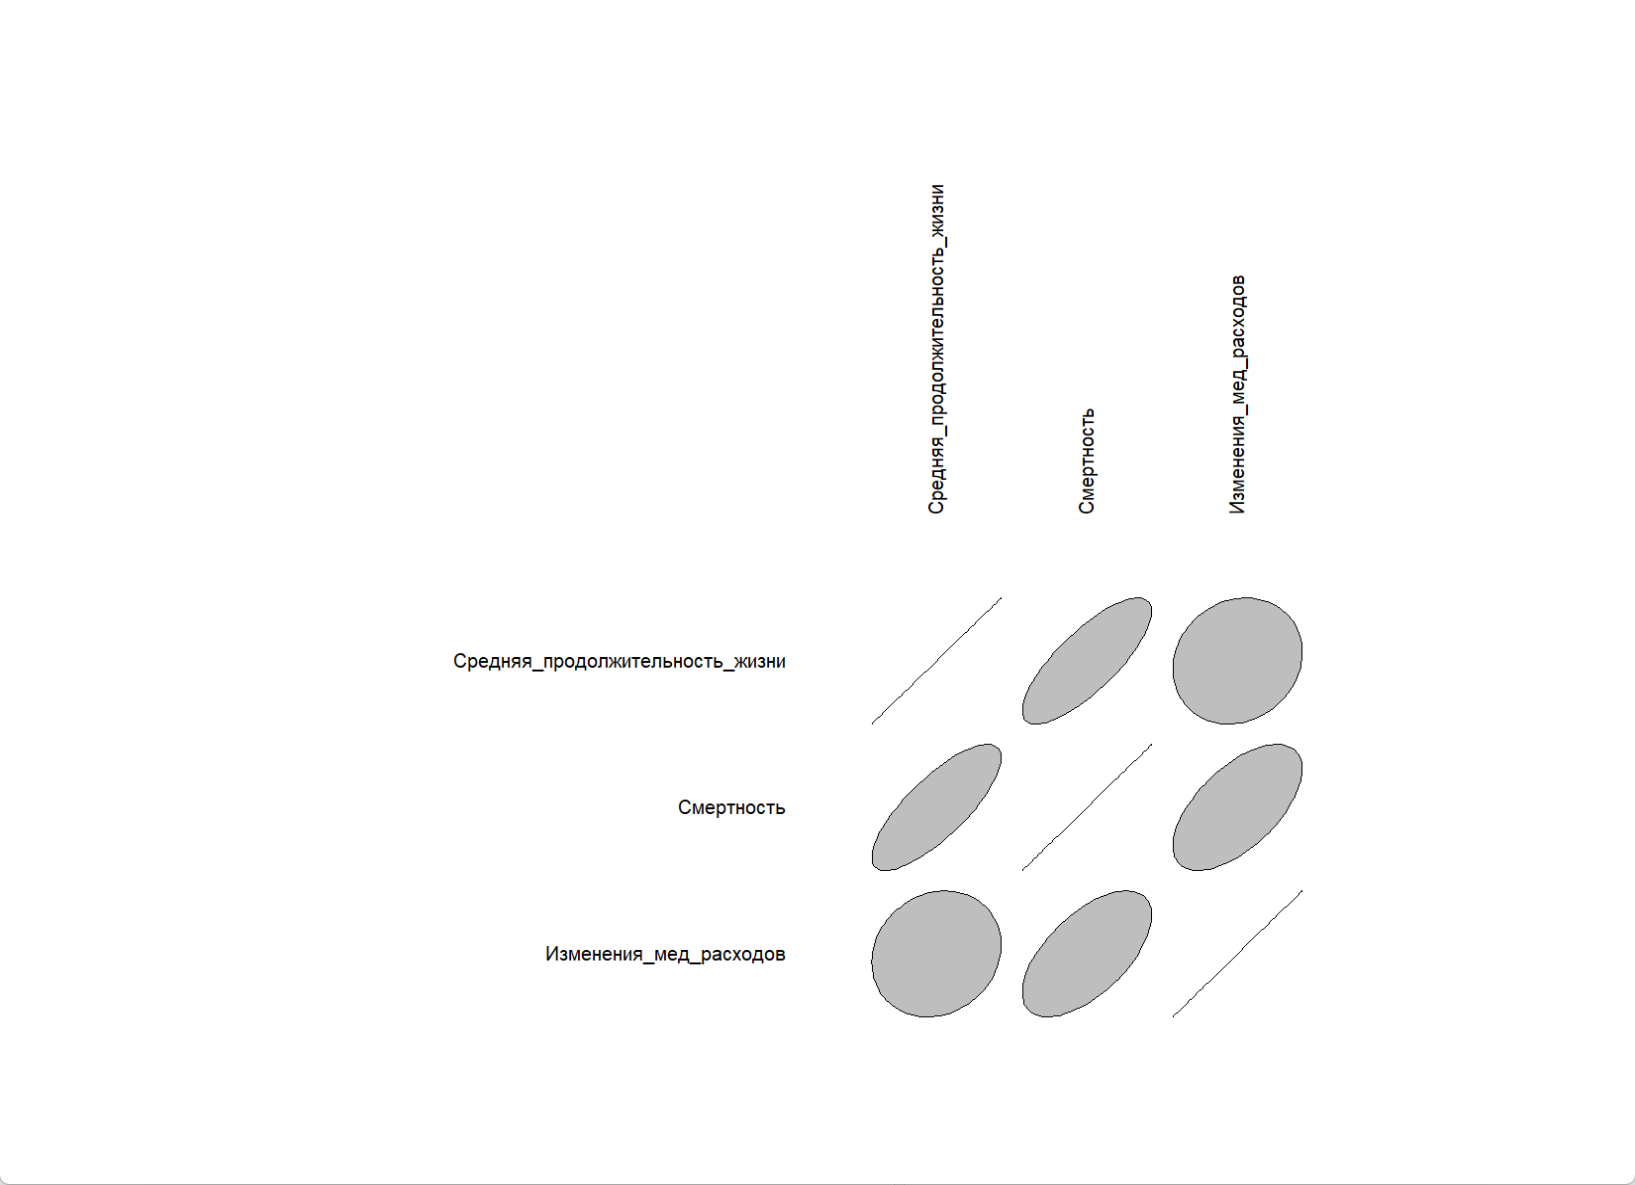 Средняя_продолжительность_жизни
Смертность
Изменения_мед_расходов
Средняя_продолжительность_жизни
Смертность
Изменения_мед_расходов